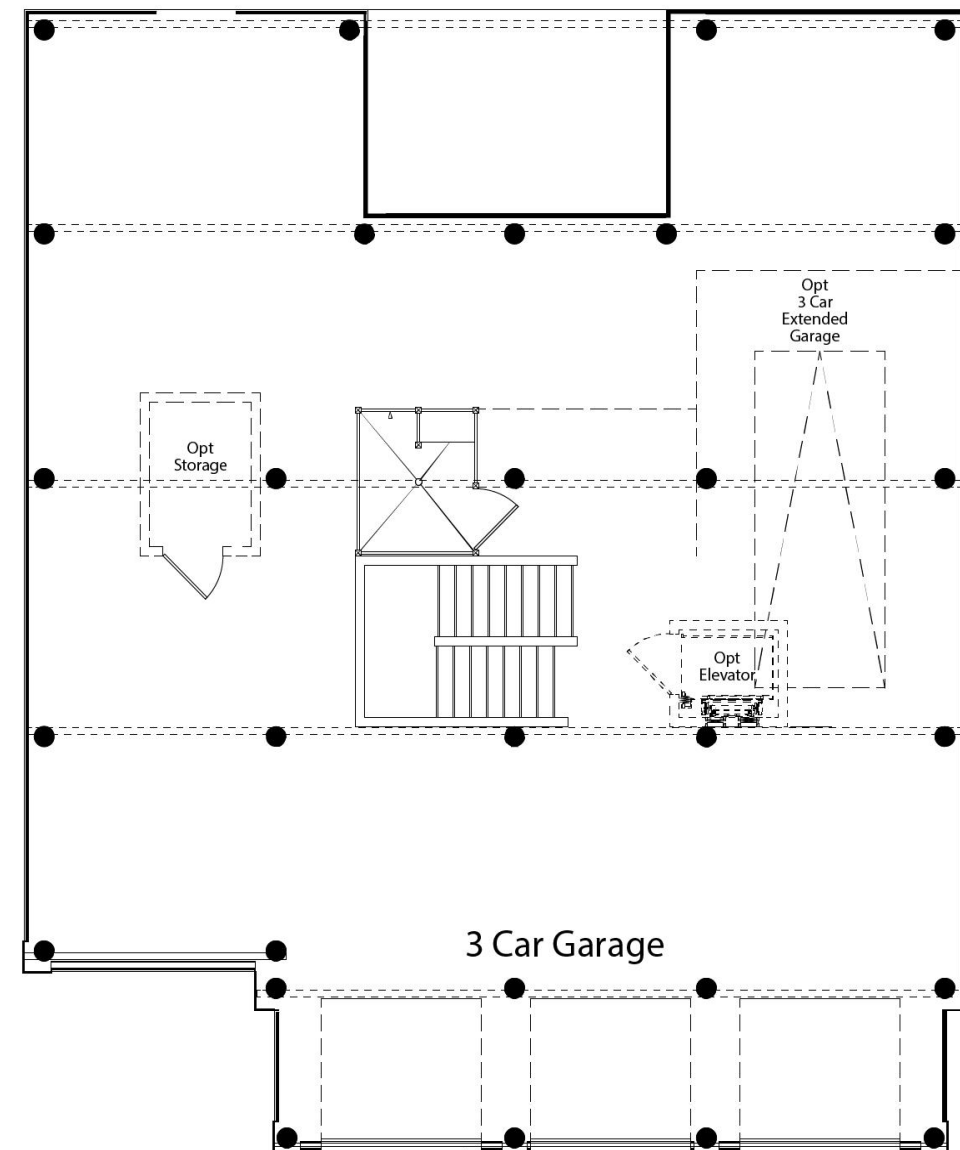 Opt
3 Car
Extended
Garage
Opt
Storage
Opt
Elevator
3 Car Garage